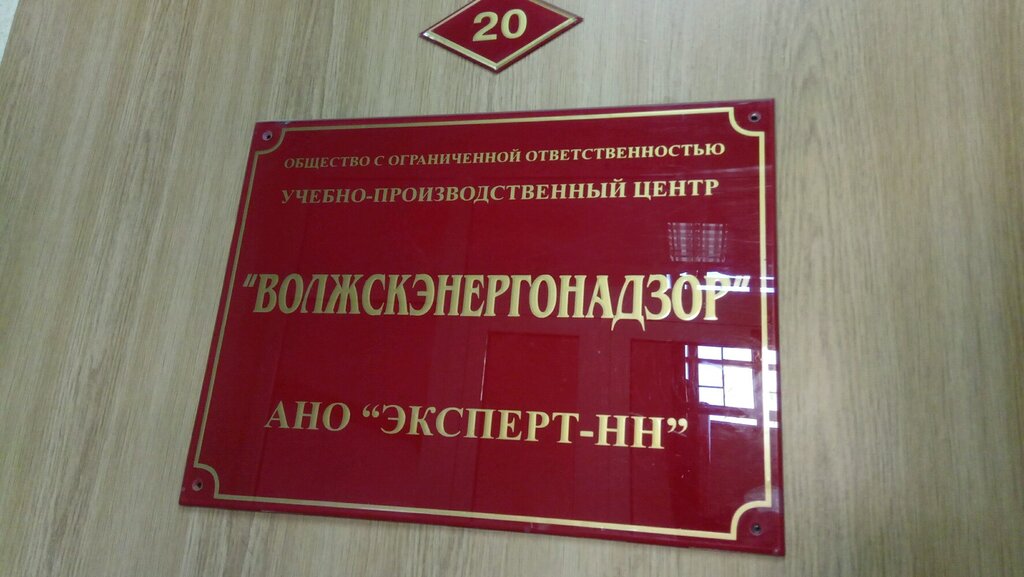 20
ОБЩЕСТВО С ОГРАНИЧЕННОЙ ОТВЕТСТВЕННОСТЬЮ
УЧЕБНО-ПРОИЗВОДСТВЕННЫЙ ЦЕНТР
"ВОЛЖСКЭНЕРГОНАДЗОР"
АНО “ЭКСПЕРТ-НН”